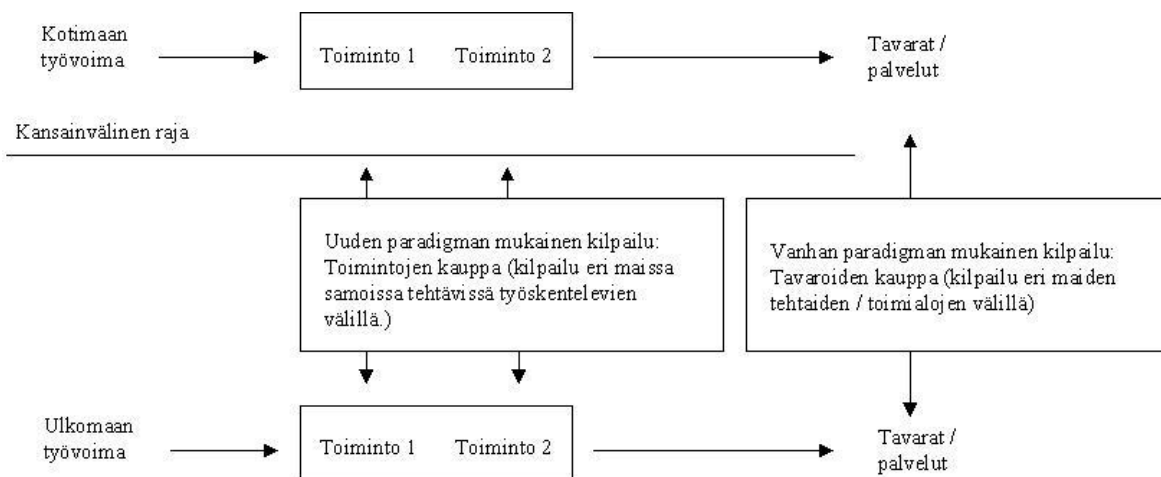 Kotimaan
työvoima
Toiminto 1
Toiminto 2
Tavarat /
palvelut
Kansainvälinen raja
Uuden paradigman mukainen kilpailu:
Toimintojen kauppa (kilpailu eri maissa
samoissa tehtävissä työskentelevien
välillä.)
Vanhan paradigman mukainen kilpailu:
Tavaroiden kauppa (kilpailu eri maiden
tehtaiden / toimialojen välillä)
Ulkomaan
työvoima
Toiminto 1
Toiminto 2
Tavarat /
palvelut